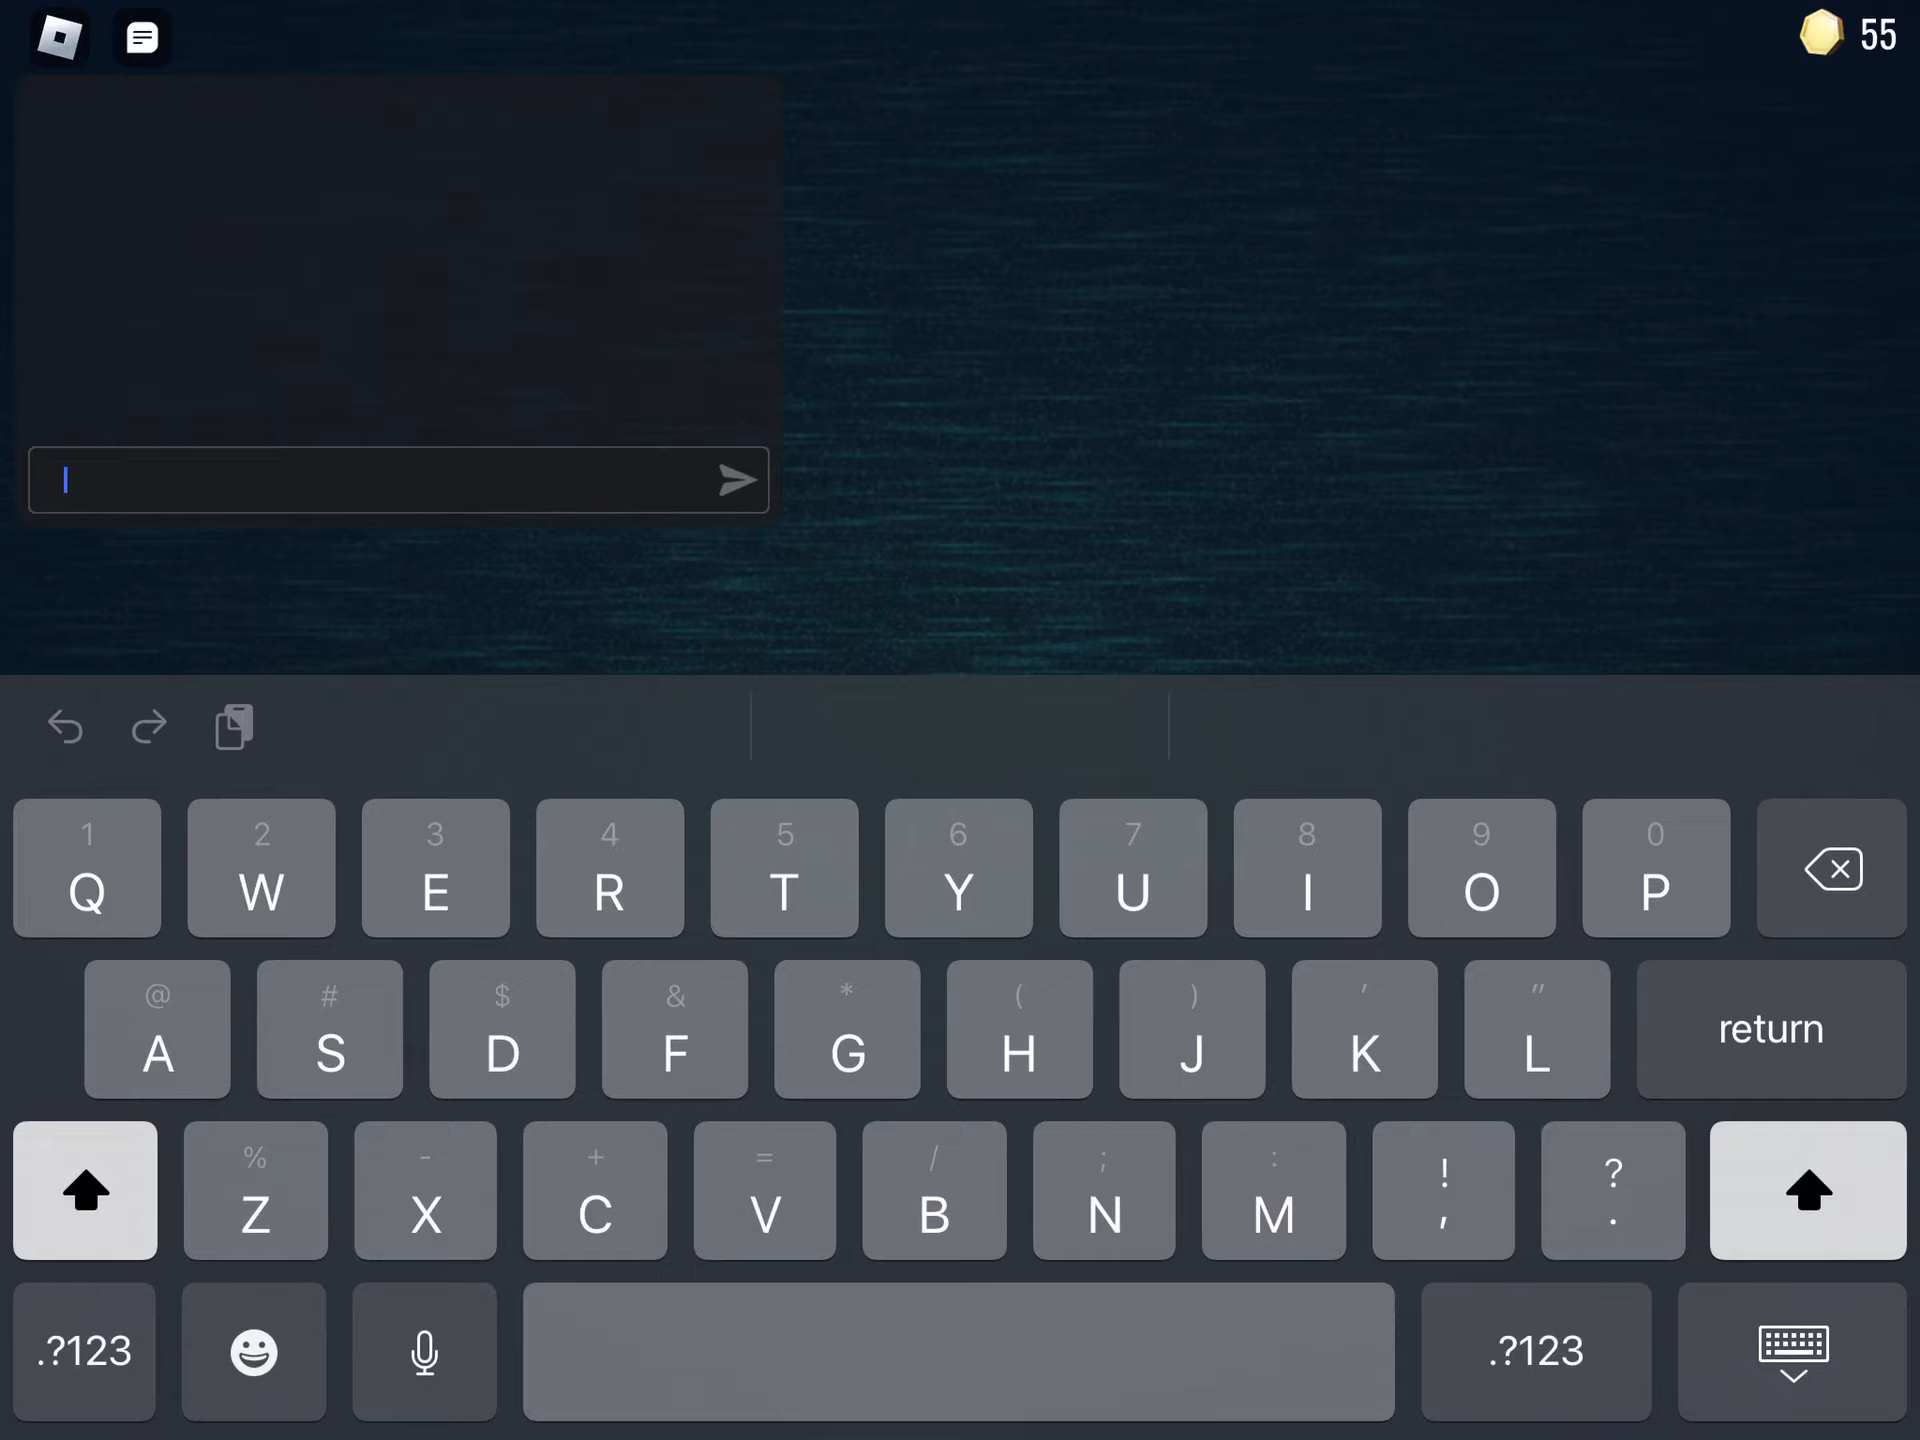 55
1 2 3 4 5 6 7 8 9 0
Q W E R T Y U I O P
@ # $ & * ( ) ' "
A S D F G H J K L return
% - + = / ; : ! ?
Z X C V B N M , .
.?123 .?123